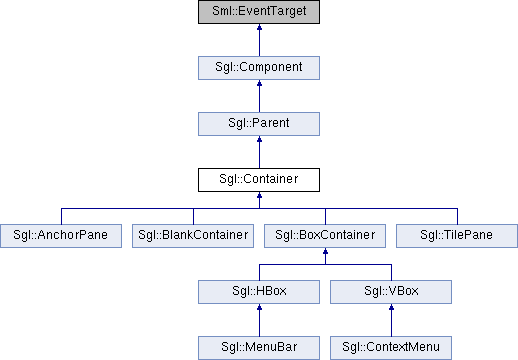 Sml::EventTarget
Sgl::Component
Sgl::Parent
Sgl::Container
Sgl::AnchorPane
Sgl::BlankContainer
Sgl::BoxContainer
Sgl::TilePane
Sgl::HBox
Sgl::VBox
Sgl::MenuBar
Sgl::ContextMenu